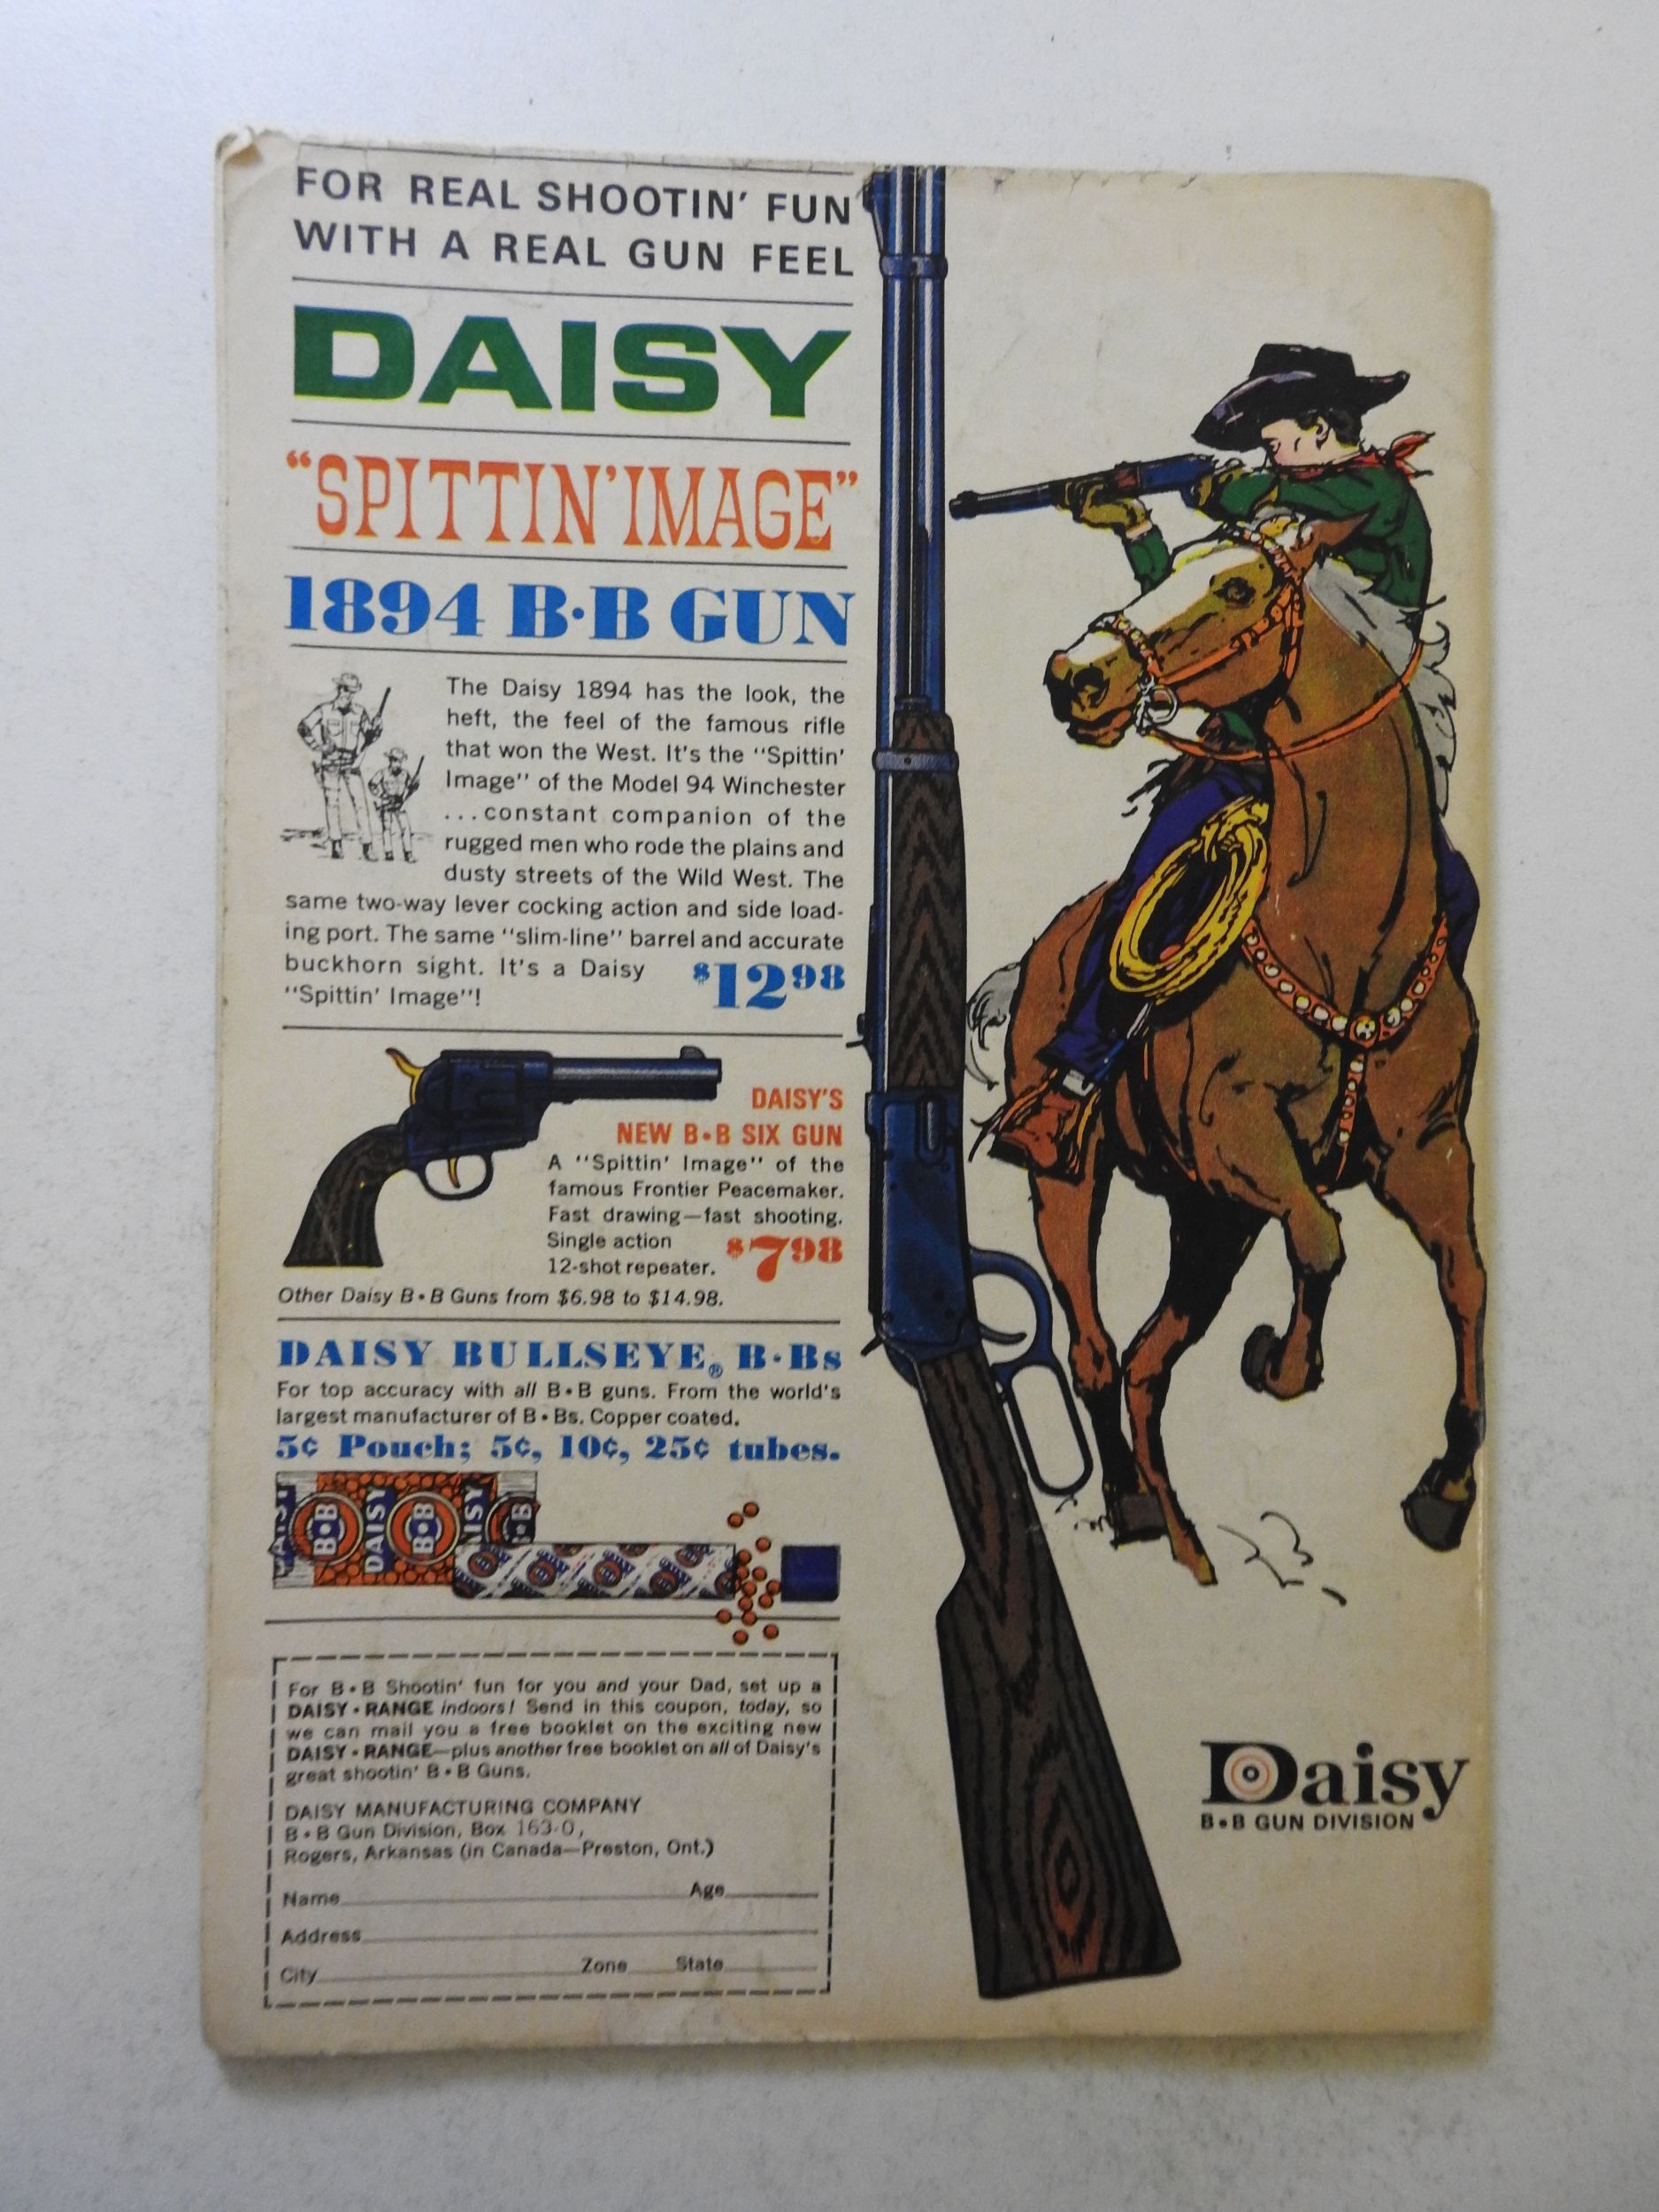 FOR REAL SHOOTIN' FUN
WITH A REAL GUN FEEL
DAISY
"SPITTIN' IMAGE"
1894 B•B GUN
The Daisy 1894 has the look, the
heft, the feel of the famous rifle
that won the West. It's the "Spittin'
Image" of the Model 94 Winchester
...constant companion of the
rugged men who rode the plains and
dusty streets of the Wild West. The
same two-way lever cocking action and side load-
ing port. The same "slim-line" barrel and accurate
buckhorn sight. It's a Daisy
"Spittin' Image"!
$12 98
DAISY'S
NEW B•B SIX GUN
A "Spittin' Image" of the
famous Frontier Peacemaker.
Fast drawing—fast shooting.
Single action
12-shot repeater.
$7 98
Other Daisy B•B Guns from $6.98 to $14.98.
DAISY BULLSEYE® B•Bs
For top accuracy with all B•B guns. From the world's
largest manufacturer of B•Bs. Copper coated.
5¢ Pouch; 5¢, 10¢, 25¢ tubes.
B•B DAISY B•B
For B•B Shootin' fun for you and your Dad, set up a
DAISY•RANGE indoors! Send in this coupon, today, so
we can mail you a free booklet on the exciting new
DAISY•RANGE—plus another free booklet on all of Daisy's
great shootin' B•B Guns.
DAISY MANUFACTURING COMPANY
B•B Gun Division, Box 163-O,
Rogers, Arkansas (in Canada—Preston, Ont.)
Name Age
Address
City Zone State
Daisy
B•B GUN DIVISION